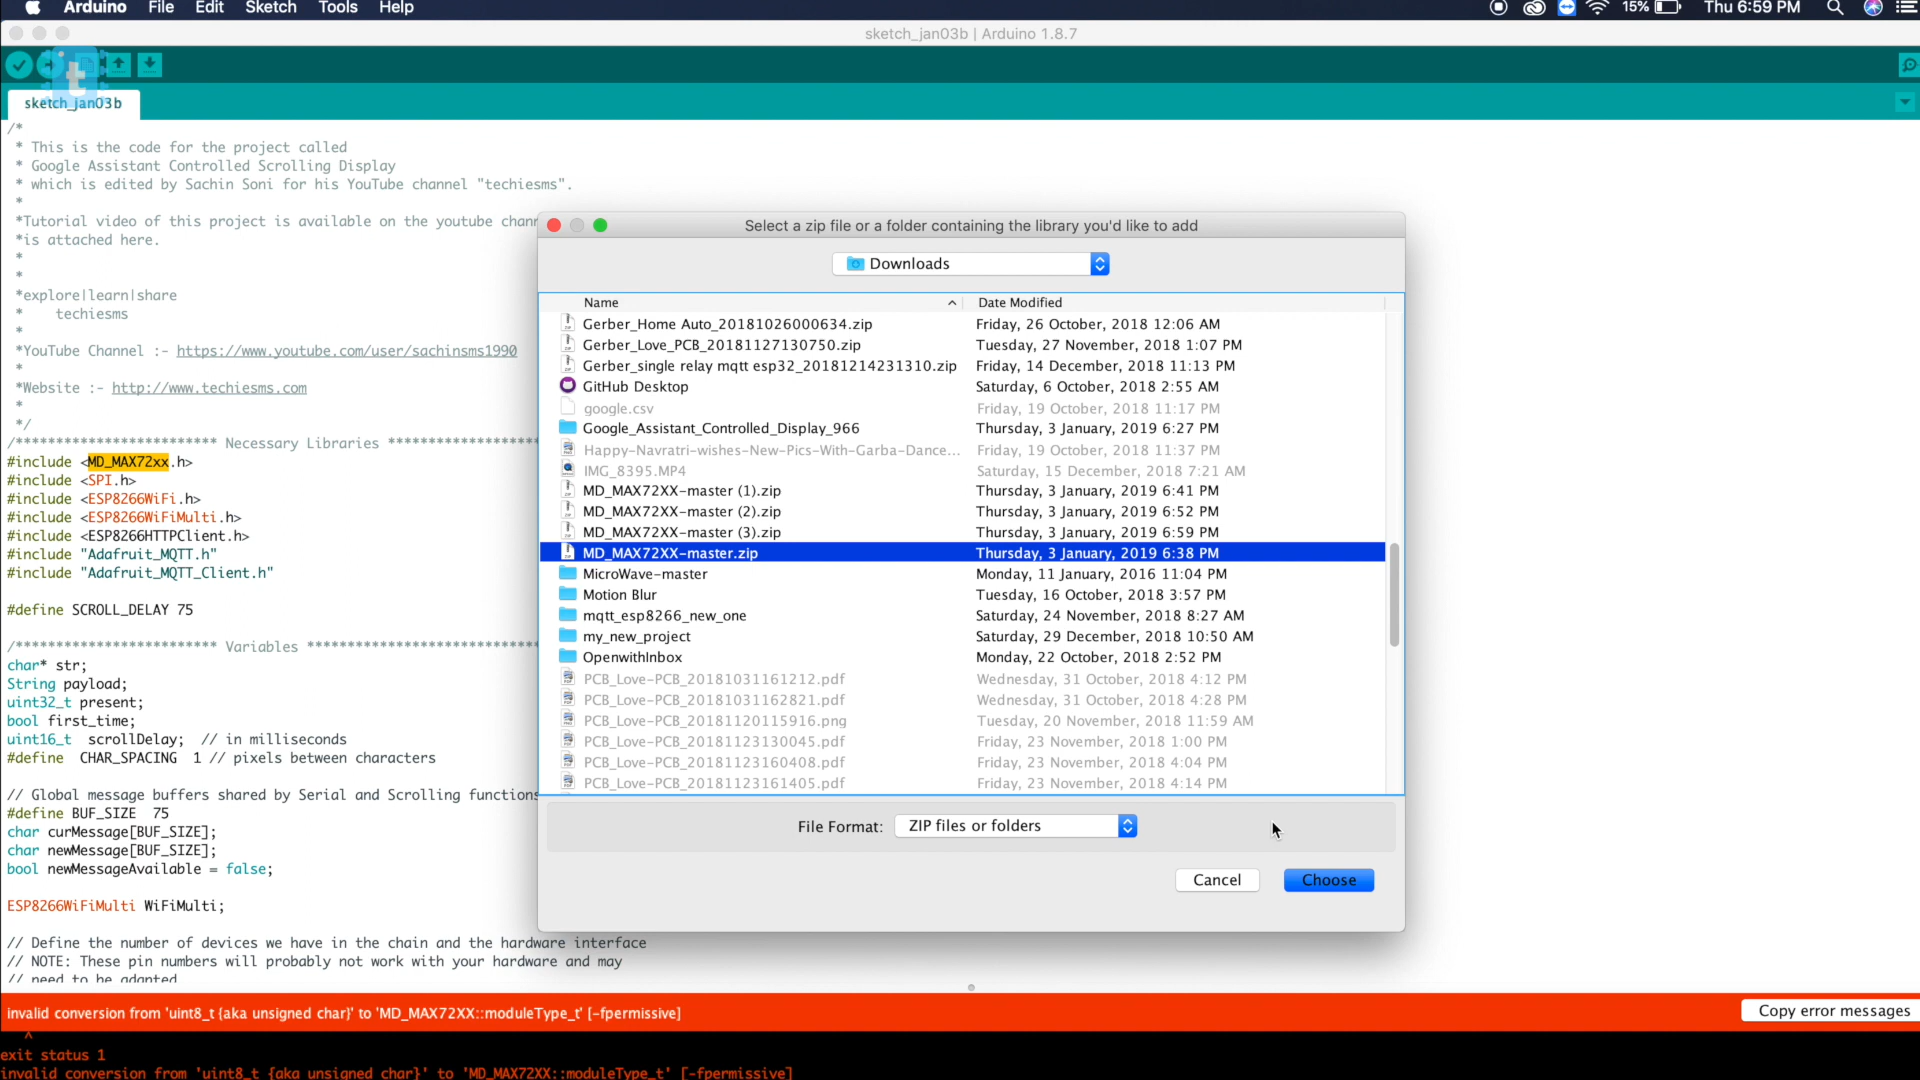 Arduino File Edit Sketch Tools Help
15% Thu 6:59 PM
sketch_jan03b | Arduino 1.8.7
t
sketch_jan03b
/*
* This is the code for the project called
* Google Assistant Controlled Scrolling Display
* which is edited by Sachin Soni for his YouTube channel "techiesms".
*
*Tutorial video of this project is available on the youtube chann
*is attached here.
*
*
*explore|learn|share
* techiesms
*
*YouTube Channel :- https://www.youtube.com/user/sachinsms1990
*
*Website :- http://www.techiesms.com
*
*/
/************************* Necessary Libraries *******************
#include <MD_MAX72xx.h>
#include <SPI.h>
#include <ESP8266WiFi.h>
#include <ESP8266WiFiMulti.h>
#include <ESP8266HTTPClient.h>
#include "Adafruit_MQTT.h"
#include "Adafruit_MQTT_Client.h"
#define SCROLL_DELAY 75
/************************* Variables *****************************
char* str;
String payload;
uint32_t present;
bool first_time;
uint16_t scrollDelay; // in milliseconds
#define CHAR_SPACING 1 // pixels between characters
// Global message buffers shared by Serial and Scrolling functions
#define BUF_SIZE 75
char curMessage[BUF_SIZE];
char newMessage[BUF_SIZE];
bool newMessageAvailable = false;
ESP8266WiFiMulti WiFiMulti;
// Define the number of devices we have in the chain and the hardware interface
// NOTE: These pin numbers will probably not work with your hardware and may
// need to be adapted
Select a zip file or a folder containing the library you'd like to add
Downloads
Name Date Modified
Gerber_Home Auto_20181026000634.zip Friday, 26 October, 2018 12:06 AM
Gerber_Love_PCB_20181127130750.zip Tuesday, 27 November, 2018 1:07 PM
Gerber_single relay mqtt esp32_20181214231310.zip Friday, 14 December, 2018 11:13 PM
GitHub Desktop Saturday, 6 October, 2018 2:55 AM
google.csv Friday, 19 October, 2018 11:17 PM
Google_Assistant_Controlled_Display_966 Thursday, 3 January, 2019 6:27 PM
Happy-Navratri-wishes-New-Pics-With-Garba-Dance... Friday, 19 October, 2018 11:37 PM
IMG_8395.MP4 Saturday, 15 December, 2018 7:21 AM
MD_MAX72XX-master (1).zip Thursday, 3 January, 2019 6:41 PM
MD_MAX72XX-master (2).zip Thursday, 3 January, 2019 6:52 PM
MD_MAX72XX-master (3).zip Thursday, 3 January, 2019 6:59 PM
MD_MAX72XX-master.zip Thursday, 3 January, 2019 6:38 PM
MicroWave-master Monday, 11 January, 2016 11:04 PM
Motion Blur Tuesday, 16 October, 2018 3:57 PM
mqtt_esp8266_new_one Saturday, 24 November, 2018 8:27 AM
my_new_project Saturday, 29 December, 2018 10:50 AM
OpenwithInbox Monday, 22 October, 2018 2:52 PM
PCB_Love-PCB_20181031161212.pdf Wednesday, 31 October, 2018 4:12 PM
PCB_Love-PCB_20181031162821.pdf Wednesday, 31 October, 2018 4:28 PM
PCB_Love-PCB_20181120115916.png Tuesday, 20 November, 2018 11:59 AM
PCB_Love-PCB_20181123130045.pdf Friday, 23 November, 2018 1:00 PM
PCB_Love-PCB_20181123160408.pdf Friday, 23 November, 2018 4:04 PM
PCB_Love-PCB_20181123161405.pdf Friday, 23 November, 2018 4:14 PM
File Format: ZIP files or folders
Cancel Choose
invalid conversion from 'uint8_t {aka unsigned char}' to 'MD_MAX72XX::moduleType_t' [-fpermissive]
Copy error messages
^
exit status 1
invalid conversion from 'uint8_t {aka unsigned char}' to 'MD_MAX72XX::moduleType_t' [-fpermissive]